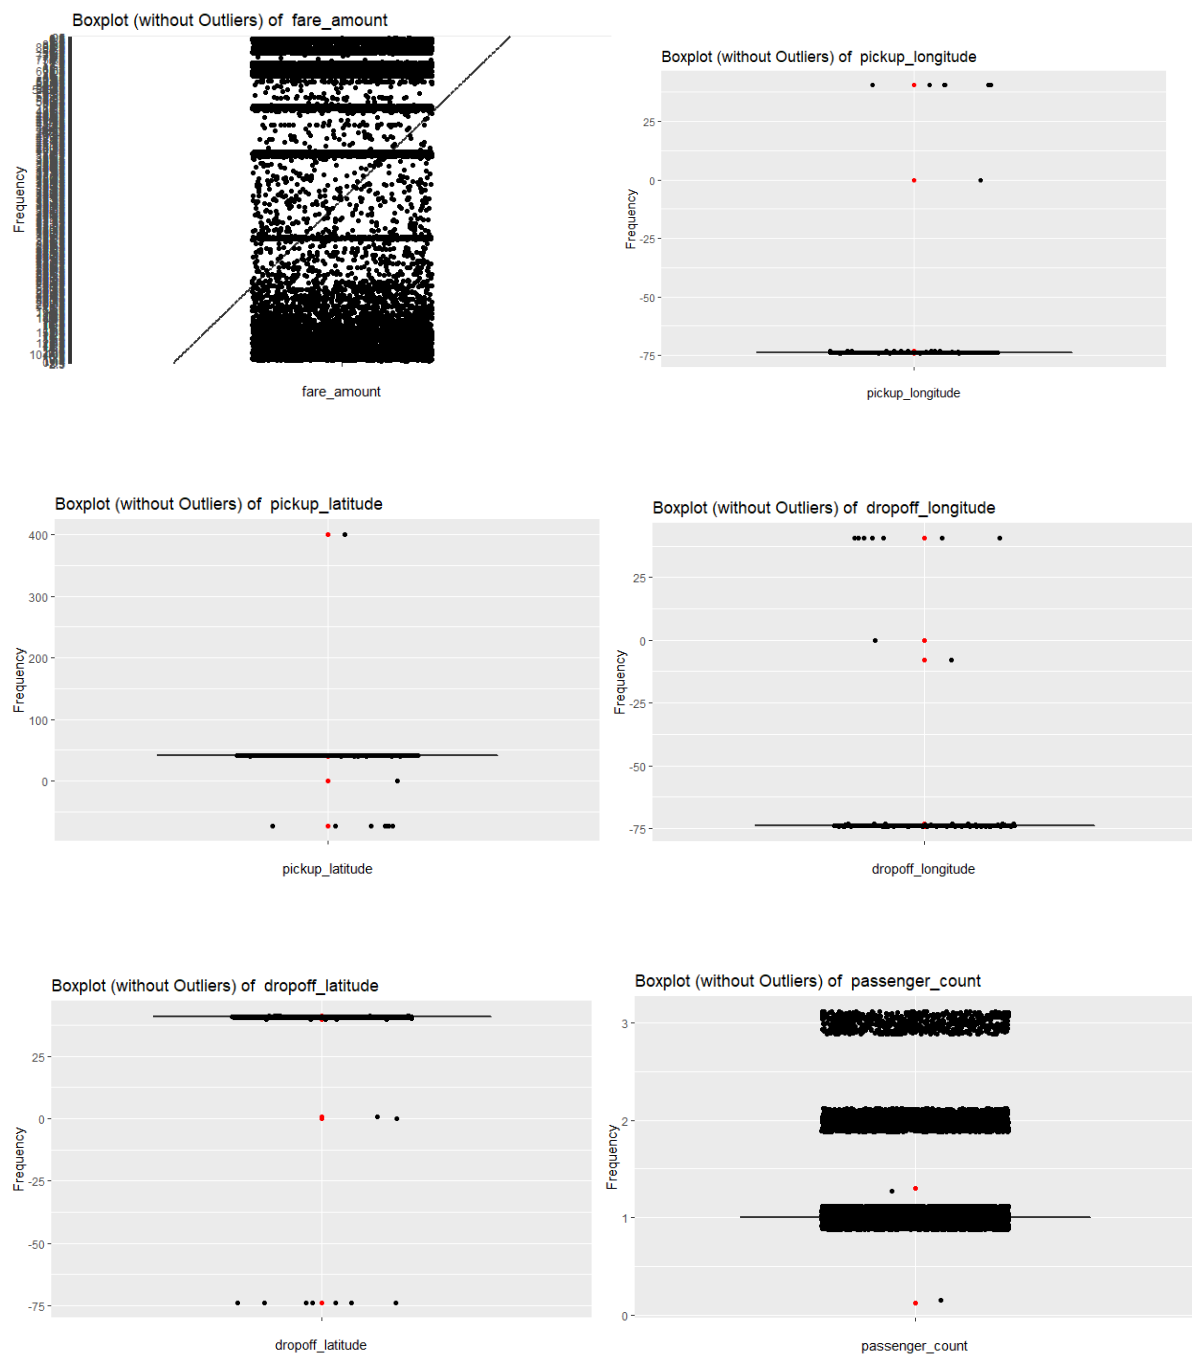 Boxplot (without Outliers) of fare_amount
Frequency
fare_amount
Boxplot (without Outliers) of pickup_longitude
Frequency
25
0
-25
-50
-75
pickup_longitude
Boxplot (without Outliers) of pickup_latitude
Frequency
400
300
200
100
0
pickup_latitude
Boxplot (without Outliers) of dropoff_longitude
Frequency
25
0
-25
-50
-75
dropoff_longitude
Boxplot (without Outliers) of dropoff_latitude
Frequency
25
0
-25
-50
-75
dropoff_latitude
Boxplot (without Outliers) of passenger_count
Frequency
3
2
1
0
passenger_count